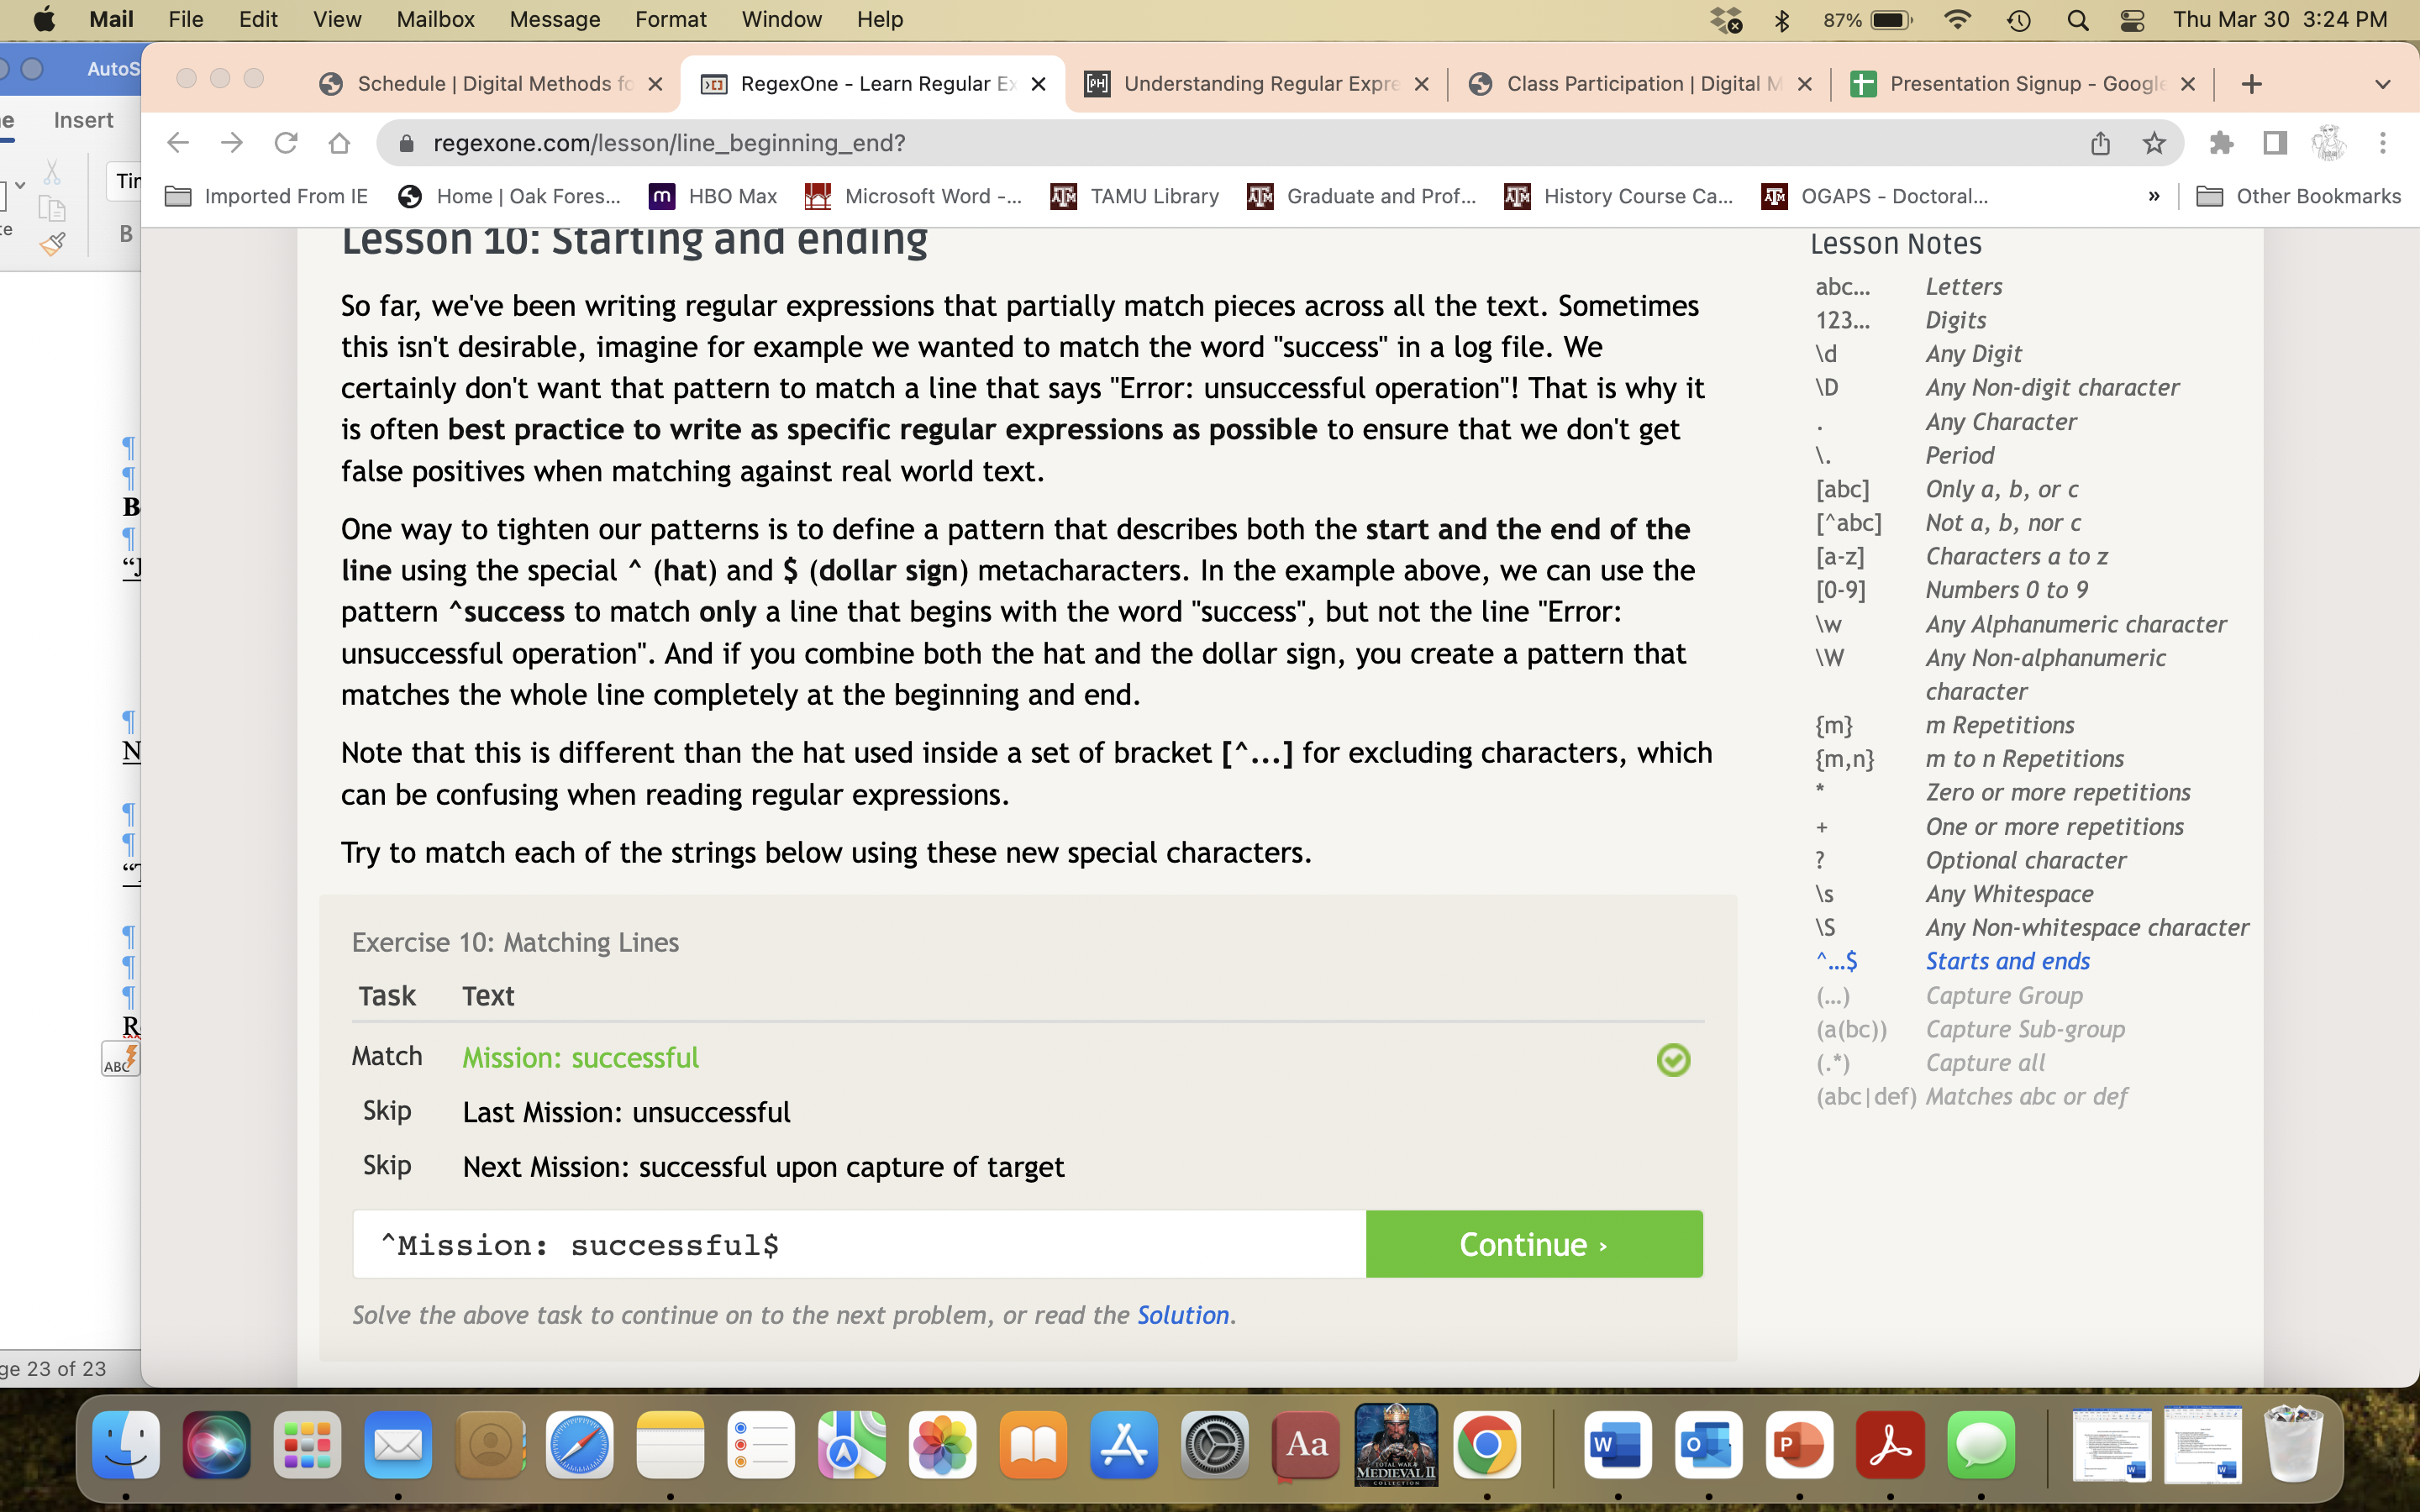 Mail File Edit View Mailbox Message Format Window Help 87% Thu Mar 30 3:24 PM
AutoS
Schedule | Digital Methods fo
RegexOne - Learn Regular Ex
Understanding Regular Expre
Class Participation | Digital M
Presentation Signup - Google
Insert
regexone.com/lesson/line_beginning_end?
Tin
B
Imported From IE Home | Oak Fores... HBO Max Microsoft Word -... TAMU Library Graduate and Prof... History Course Ca... OGAPS - Doctoral... » Other Bookmarks
Lesson 10: Starting and ending
So far, we've been writing regular expressions that partially match pieces across all the text. Sometimes
this isn't desirable, imagine for example we wanted to match the word "success" in a log file. We
certainly don't want that pattern to match a line that says "Error: unsuccessful operation"! That is why it
is often best practice to write as specific regular expressions as possible to ensure that we don't get
false positives when matching against real world text.
One way to tighten our patterns is to define a pattern that describes both the start and the end of the
line using the special ^ (hat) and $ (dollar sign) metacharacters. In the example above, we can use the
pattern ^success to match only a line that begins with the word "success", but not the line "Error:
unsuccessful operation". And if you combine both the hat and the dollar sign, you create a pattern that
matches the whole line completely at the beginning and end.
Note that this is different than the hat used inside a set of bracket [^...] for excluding characters, which
can be confusing when reading regular expressions.
Try to match each of the strings below using these new special characters.
Exercise 10: Matching Lines
Task Text
Match Mission: successful
Skip Last Mission: unsuccessful
Skip Next Mission: successful upon capture of target
^Mission: successful$
Continue ›
Solve the above task to continue on to the next problem, or read the Solution.
Lesson Notes
abc... Letters
123... Digits
\d Any Digit
\D Any Non-digit character
. Any Character
\. Period
[abc] Only a, b, or c
[^abc] Not a, b, nor c
[a-z] Characters a to z
[0-9] Numbers 0 to 9
\w Any Alphanumeric character
\W Any Non-alphanumeric
character
{m} m Repetitions
{m,n} m to n Repetitions
* Zero or more repetitions
+ One or more repetitions
? Optional character
\s Any Whitespace
\S Any Non-whitespace character
^...$ Starts and ends
(...) Capture Group
(a(bc)) Capture Sub-group
(.*) Capture all
(abc|def) Matches abc or def
ABC
ge 23 of 23
Aa
TOTAL WAR
MEDIEVAL II
COLLECTION
W
O
P